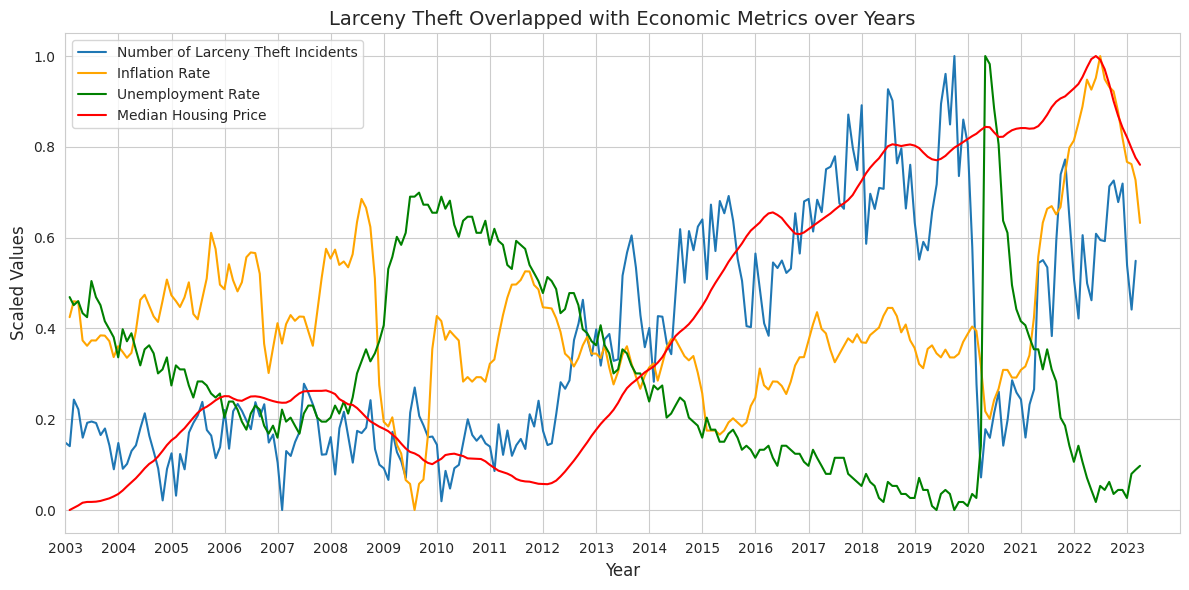 Larceny Theft Overlapped with Economic Metrics over Years
Number of Larceny Theft Incidents
Inflation Rate
Unemployment Rate
Median Housing Price
Scaled Values
1.0
0.8
0.6
0.4
0.2
0.0
2003 2004 2005 2006 2007 2008 2009 2010 2011 2012 2013 2014 2015 2016 2017 2018 2019 2020 2021 2022 2023
Year